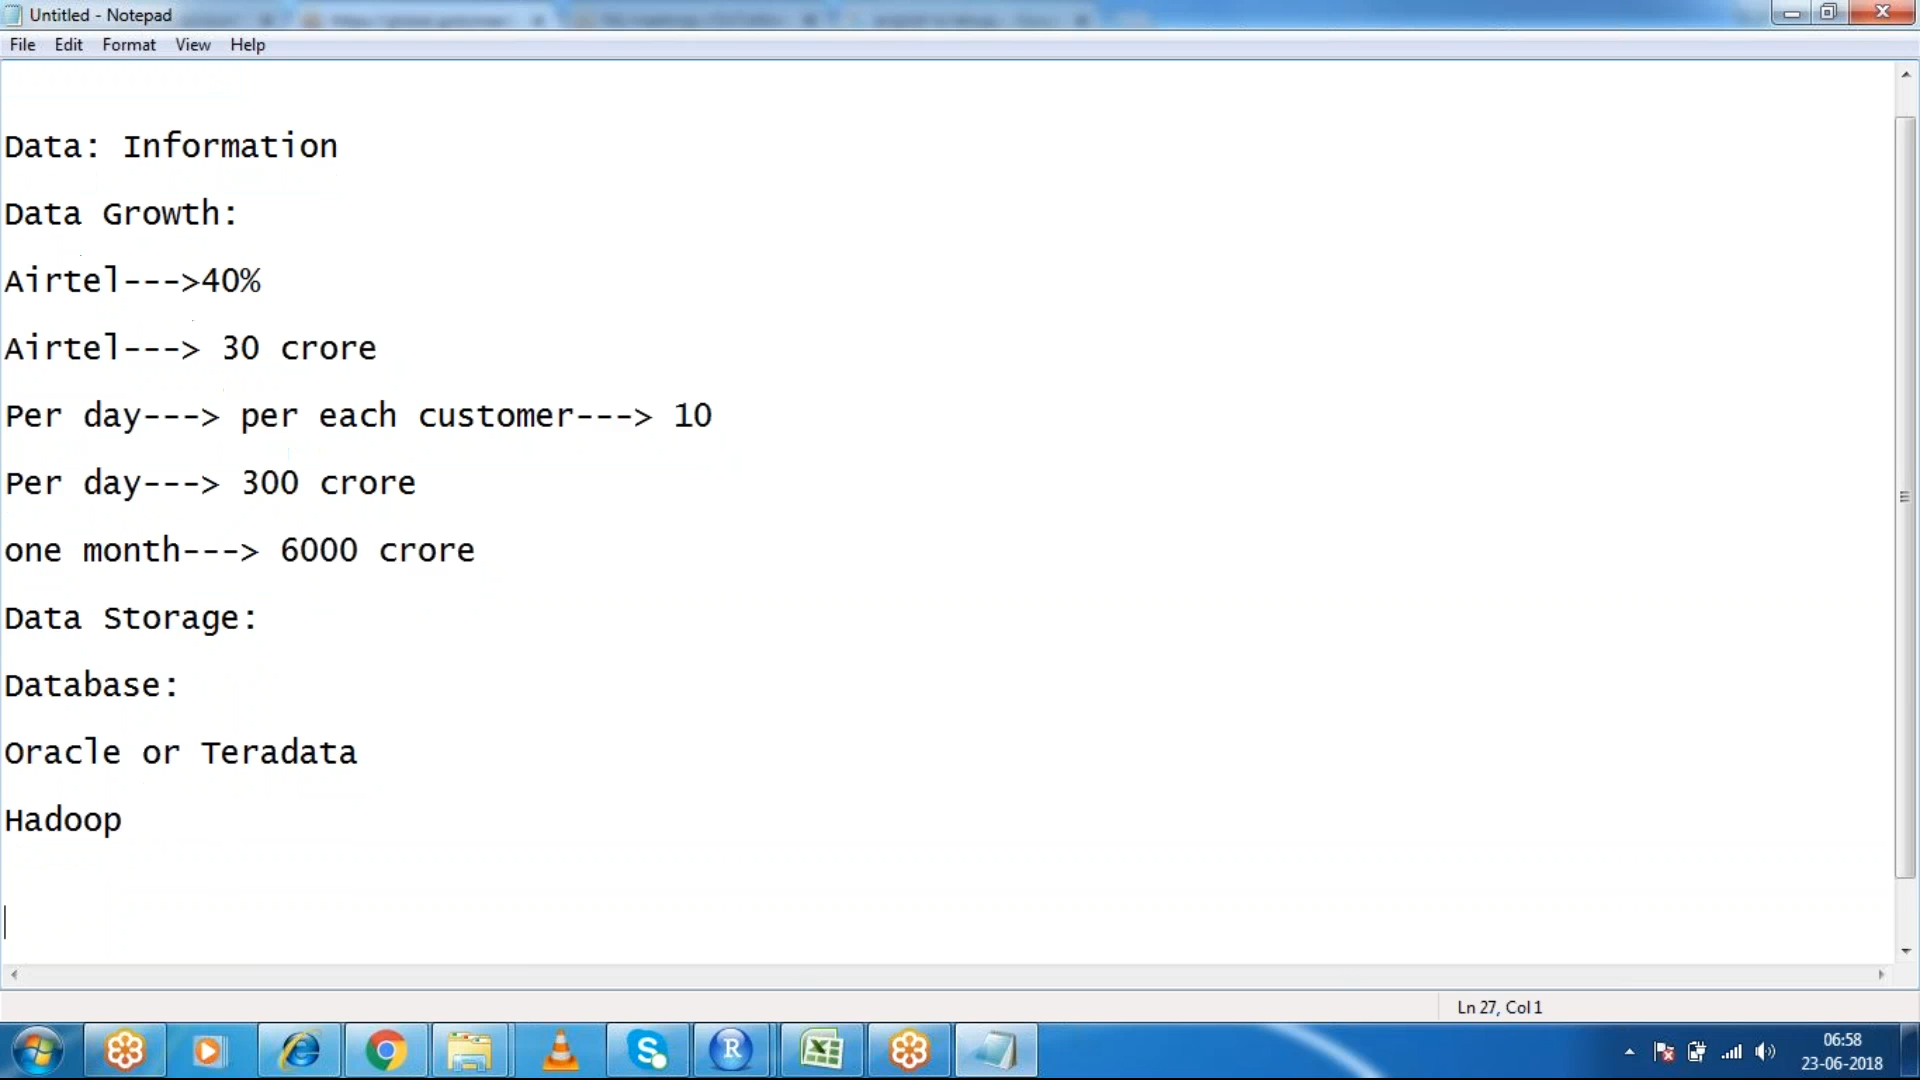 Untitled - Notepad
File Edit Format View Help
Data: Information
Data Growth:
Airtel--->40%
Airtel---> 30 crore
Per day---> per each customer---> 10
Per day---> 300 crore
one month---> 6000 crore
Data Storage:
Database:
Oracle or Teradata
Hadoop
Ln 27, Col 1
06:58
23-06-2018